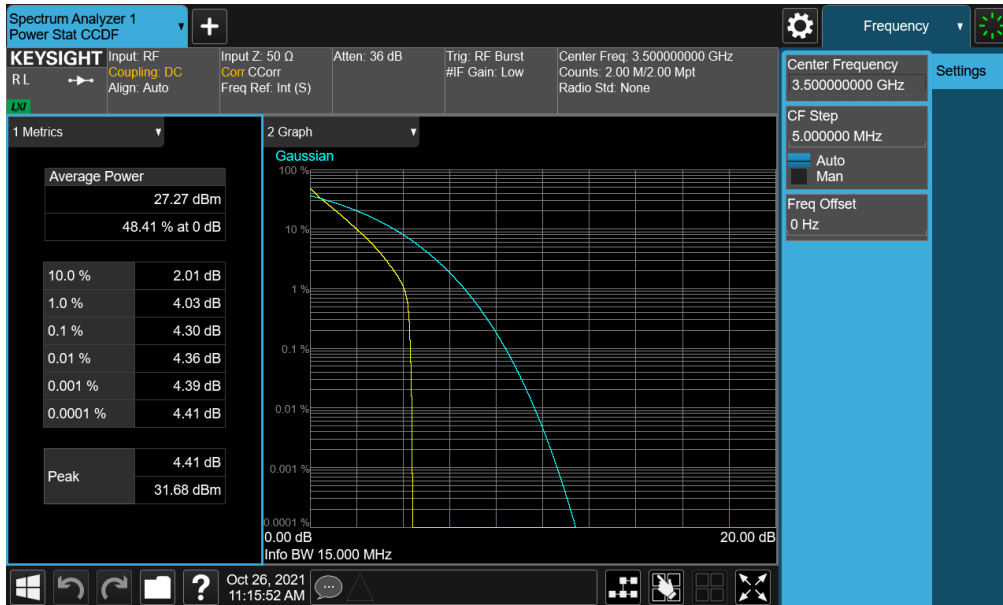 Spectrum Analyzer 1
Power Stat CCDF
Frequency
KEYSIGHT
R L
LXI
Input: RF
Coupling: DC
Align: Auto
Input Z: 50 Ω
Corr CCorr
Freq Ref: Int (S)
Atten: 36 dB
Trig: RF Burst
#IF Gain: Low
Center Freq: 3.500000000 GHz
Counts: 2.00 M/2.00 Mpt
Radio Std: None
Center Frequency
3.500000000 GHz
Settings
CF Step
5.000000 MHz
Auto
Man
Freq Offset
0 Hz
1 Metrics
Average Power
27.27 dBm
48.41 % at 0 dB
10.0 % 2.01 dB
1.0 % 4.03 dB
0.1 % 4.30 dB
0.01 % 4.36 dB
0.001 % 4.39 dB
0.0001 % 4.41 dB
Peak
4.41 dB
31.68 dBm
2 Graph
Gaussian
100 %
10 %
1 %
0.1 %
0.01 %
0.001 %
0.0001 %
0.00 dB 20.00 dB
Info BW 15.000 MHz
?
Oct 26, 2021
11:15:52 AM